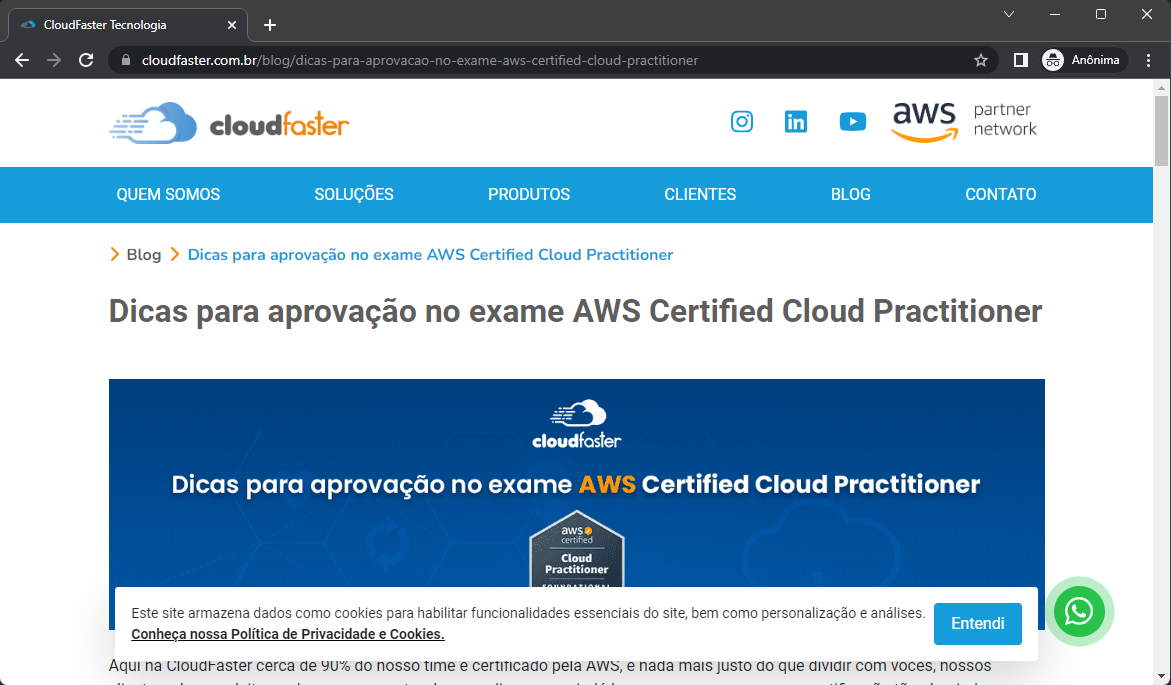 CloudFaster Tecnologia
cloudfaster.com.br/blog/dicas-para-aprovacao-no-exame-aws-certified-cloud-practitioner
Anônima
cloudfaster
aws partner
network
QUEM SOMOS SOLUÇÕES PRODUTOS CLIENTES BLOG CONTATO
Blog Dicas para aprovação no exame AWS Certified Cloud Practitioner
Dicas para aprovação no exame AWS Certified Cloud Practitioner
cloudfaster
Dicas para aprovação no exame AWS Certified Cloud Practitioner
aws
certified
Cloud
Practitioner
Este site armazena dados como cookies para habilitar funcionalidades essenciais do site, bem como personalização e análises.
Conheça nossa Política de Privacidade e Cookies.
Entendi
Aqui na CloudFaster cerca de 90% do nosso time é certificado pela AWS, e nada mais justo do que dividir com vocês, nossos